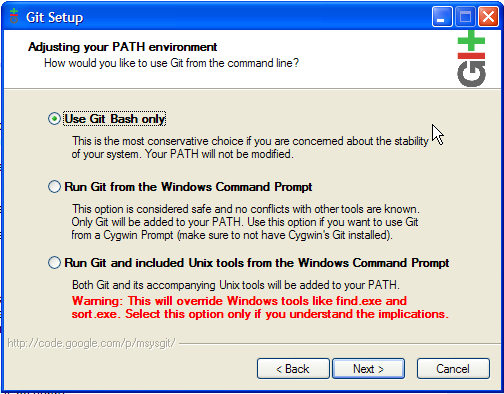 Git Setup
Adjusting your PATH environment
How would you like to use Git from the command line?
GIt
Use Git Bash only
This is the most conservative choice if you are concerned about the stability
of your system. Your PATH will not be modified.
Run Git from the Windows Command Prompt
This option is considered safe and no conflicts with other tools are known.
Only Git will be added to your PATH. Use this option if you want to use Git
from a Cygwin Prompt (make sure to not have Cygwin's Git installed).
Run Git and included Unix tools from the Windows Command Prompt
Both Git and its accompanying Unix tools will be added to your PATH.
Warning: This will override Windows tools like find.exe and
sort.exe. Select this option only if you understand the implications.
http://code.google.com/p/msysgit/
< Back
Next >
Cancel